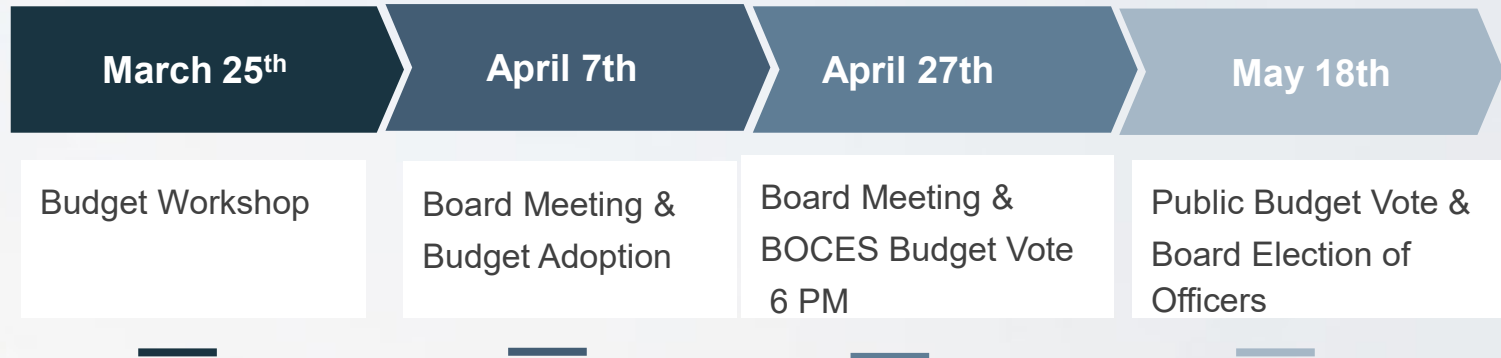 March 25th
April 7th
April 27th
May 18th
Budget Workshop
Board Meeting &
Budget Adoption
Board Meeting &
BOCES Budget Vote
6 PM
Public Budget Vote &
Board Election of
Officers